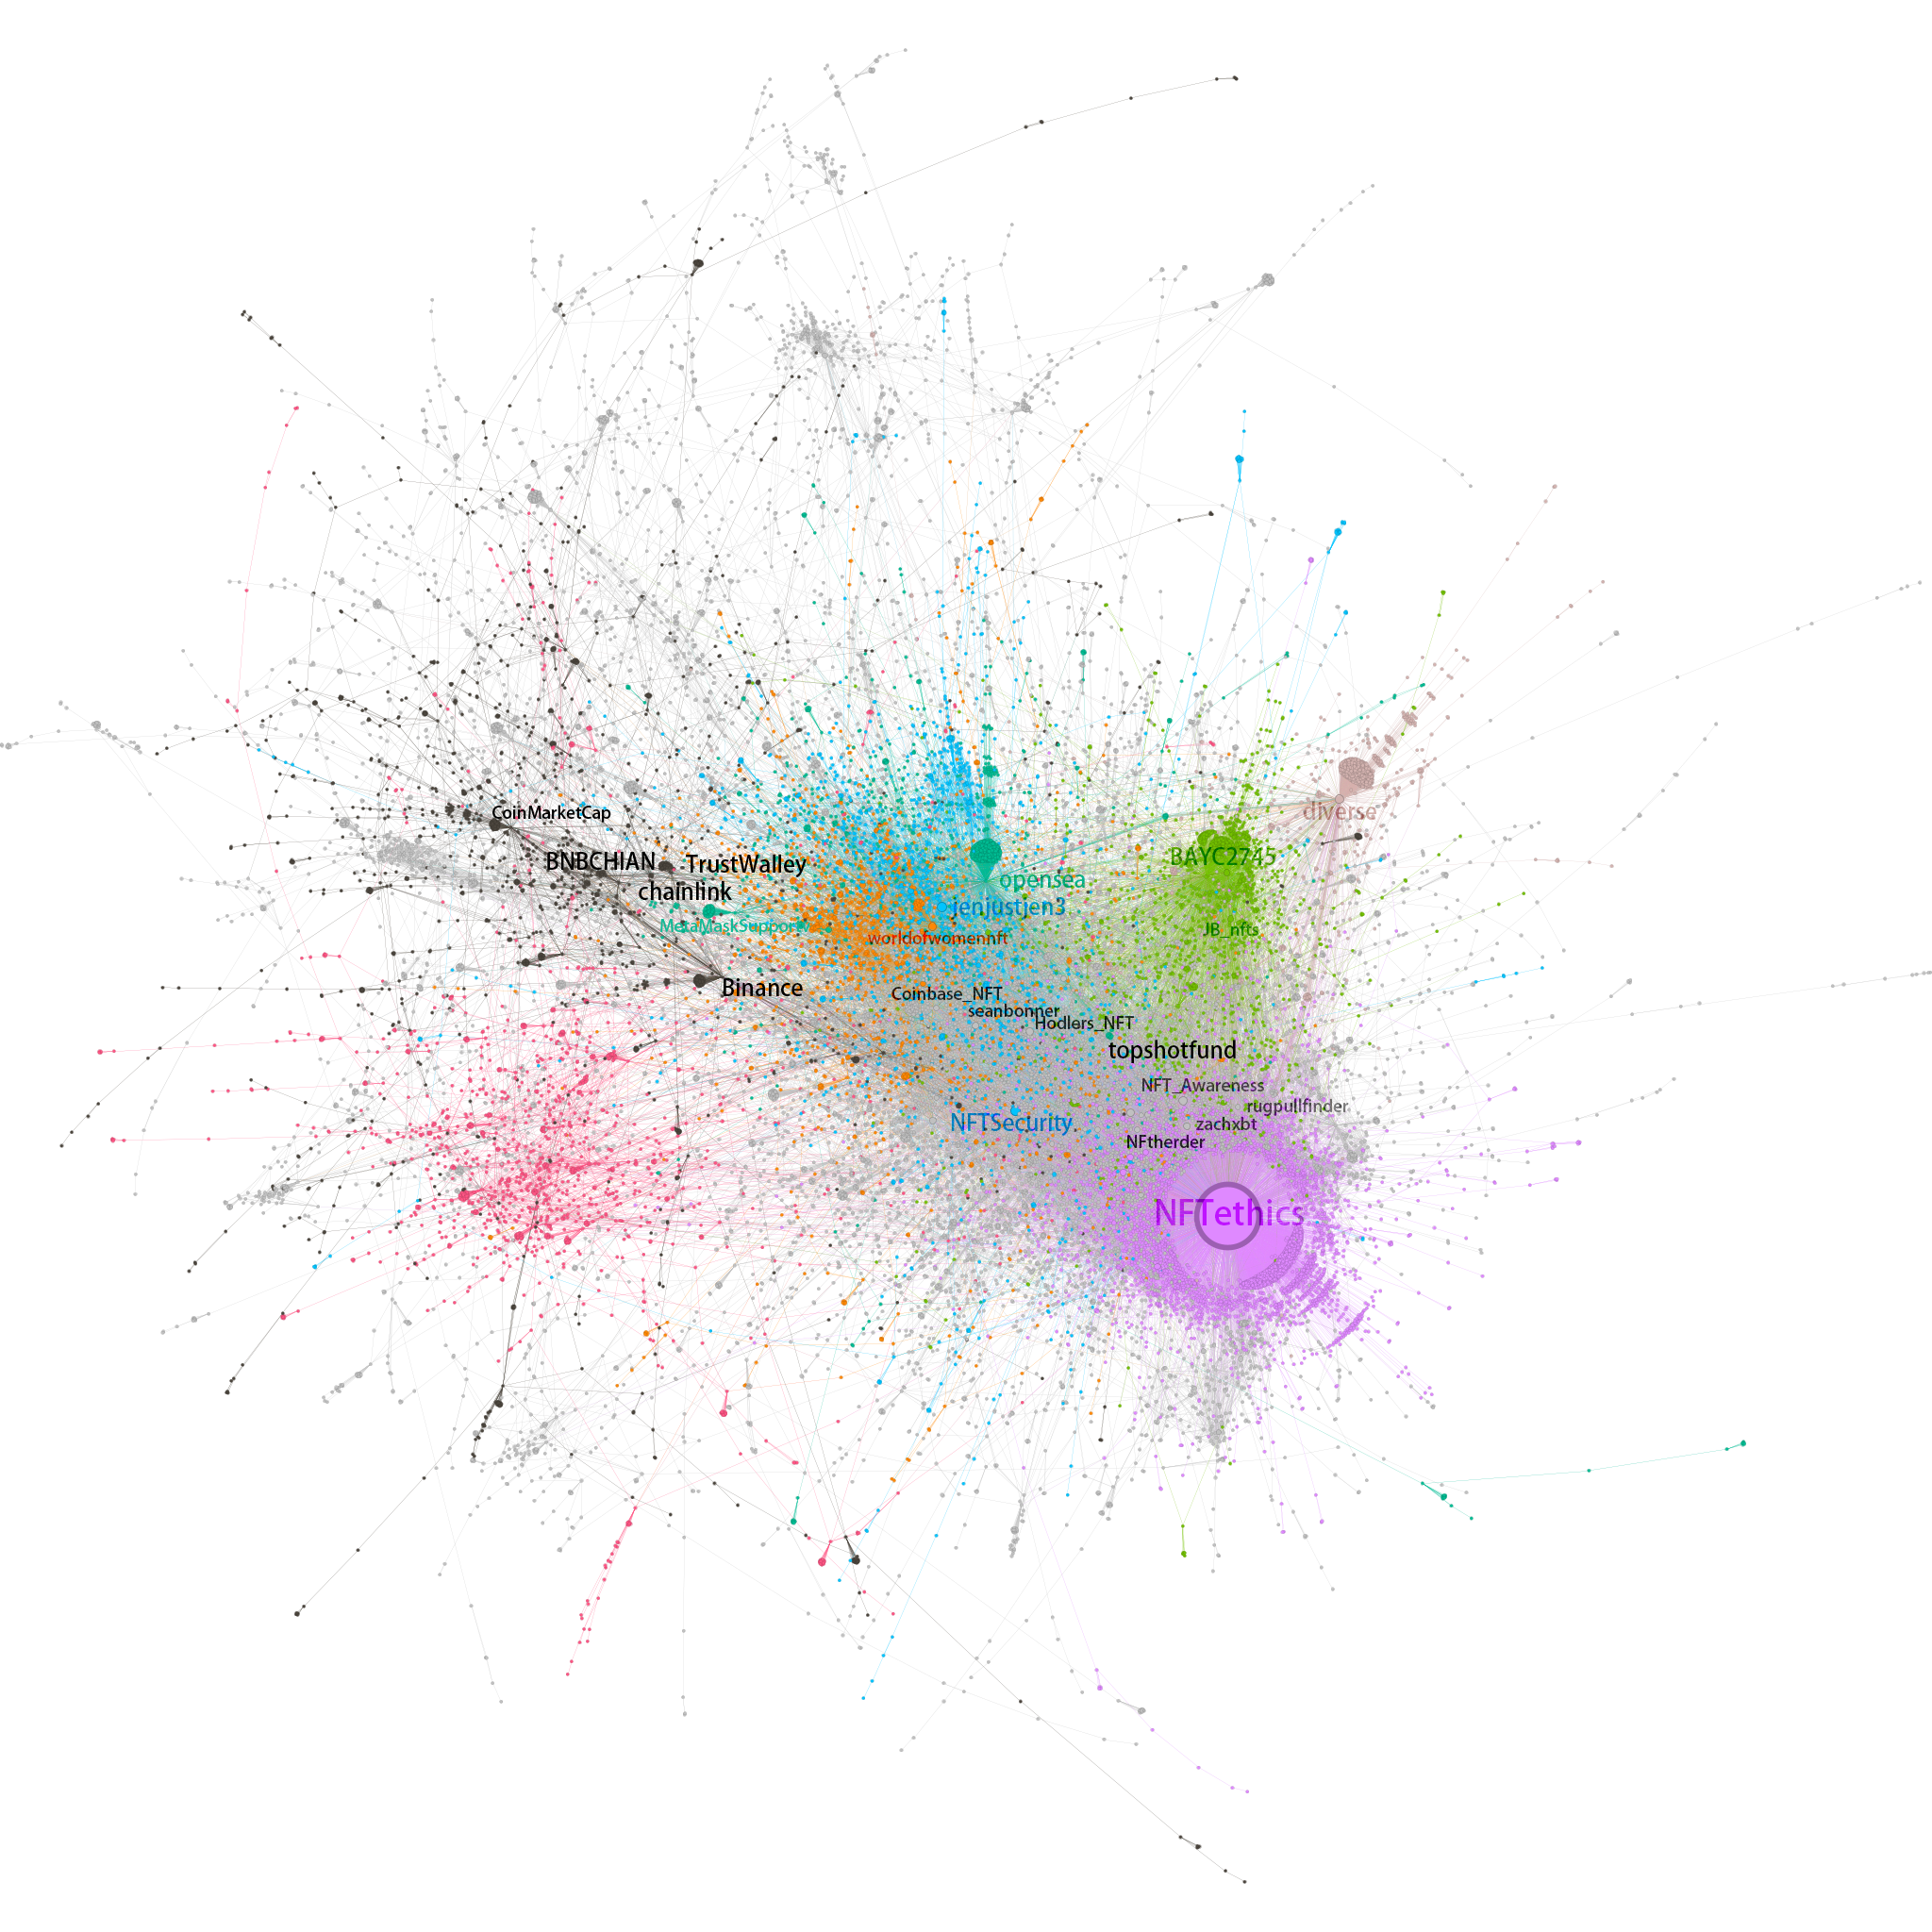 CoinMarketCap
BNBCHIAN
TrustWalley
chainlink
MetaMaskSupport
Binance
opensea
jenjustjen3
worldofwomennft
BAYC2745
diverse
JB_nfts
Coinbase_NFT
seanbonner
Hodlers_NFT
topshotfund
NFT_Awareness
rugpullfinder
zachxbt
NFtherder
NFTSecurity
NFTethics